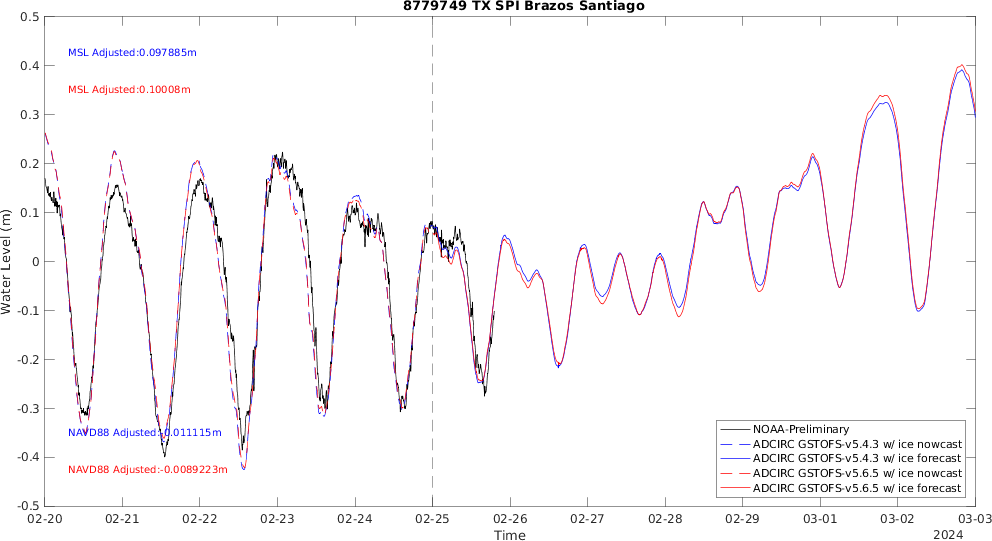 8779749 TX SPI Brazos Santiago
0.5
0.4
0.3
0.2
0.1
0
-0.1
-0.2
-0.3
-0.4
-0.5
Water Level (m)
MSL Adjusted:0.097885m
MSL Adjusted:0.10008m
NAVD88 Adjusted:-0.011115m
NAVD88 Adjusted:-0.0089223m
NOAA-Preliminary
ADCIRC GSTOFS-v5.4.3 w/ ice nowcast
ADCIRC GSTOFS-v5.4.3 w/ ice forecast
ADCIRC GSTOFS-v5.6.5 w/ ice nowcast
ADCIRC GSTOFS-v5.6.5 w/ ice forecast
02-20 02-21 02-22 02-23 02-24 02-25 02-26 02-27 02-28 02-29 03-01 03-02 03-03
Time
2024